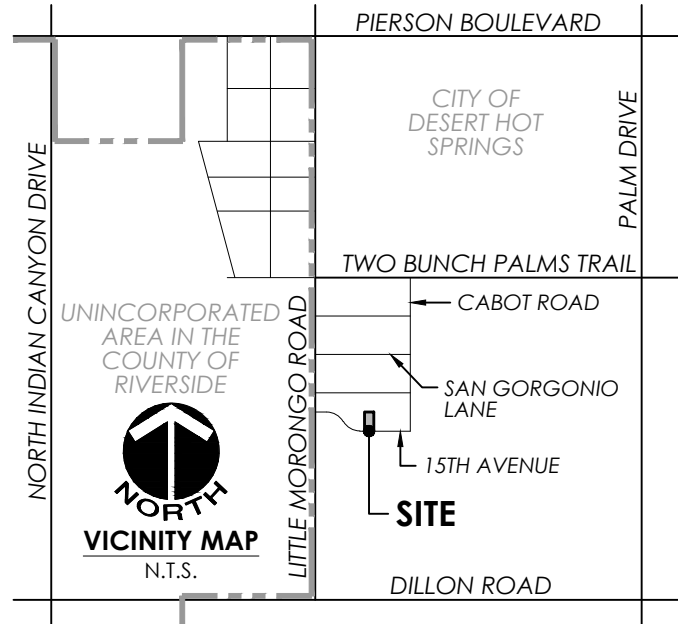 PIERSON BOULEVARD
CITY OF
DESERT HOT
SPRINGS
PALM DRIVE
NORTH INDIAN CANYON DRIVE
TWO BUNCH PALMS TRAIL
CABOT ROAD
UNINCORPORATED
AREA IN THE
COUNTY OF
RIVERSIDE
LITTLE MORONGO ROAD
SAN GORGONIO
LANE
15TH AVENUE
SITE
NORTH
VICINITY MAP
N.T.S.
DILLON ROAD